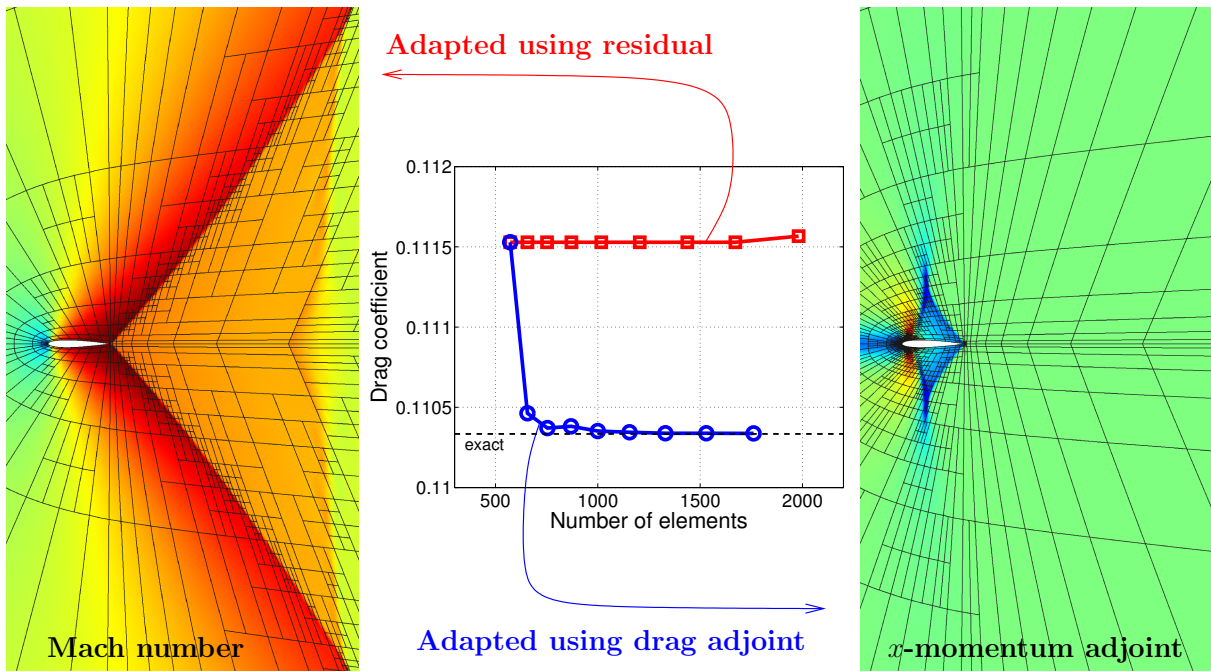 Adapted using residual
0.112
0.1115
0.111
0.1105
0.11
Drag coefficient
exact
500
1000
1500
2000
Number of elements
Mach number
Adapted using drag adjoint
x-momentum adjoint